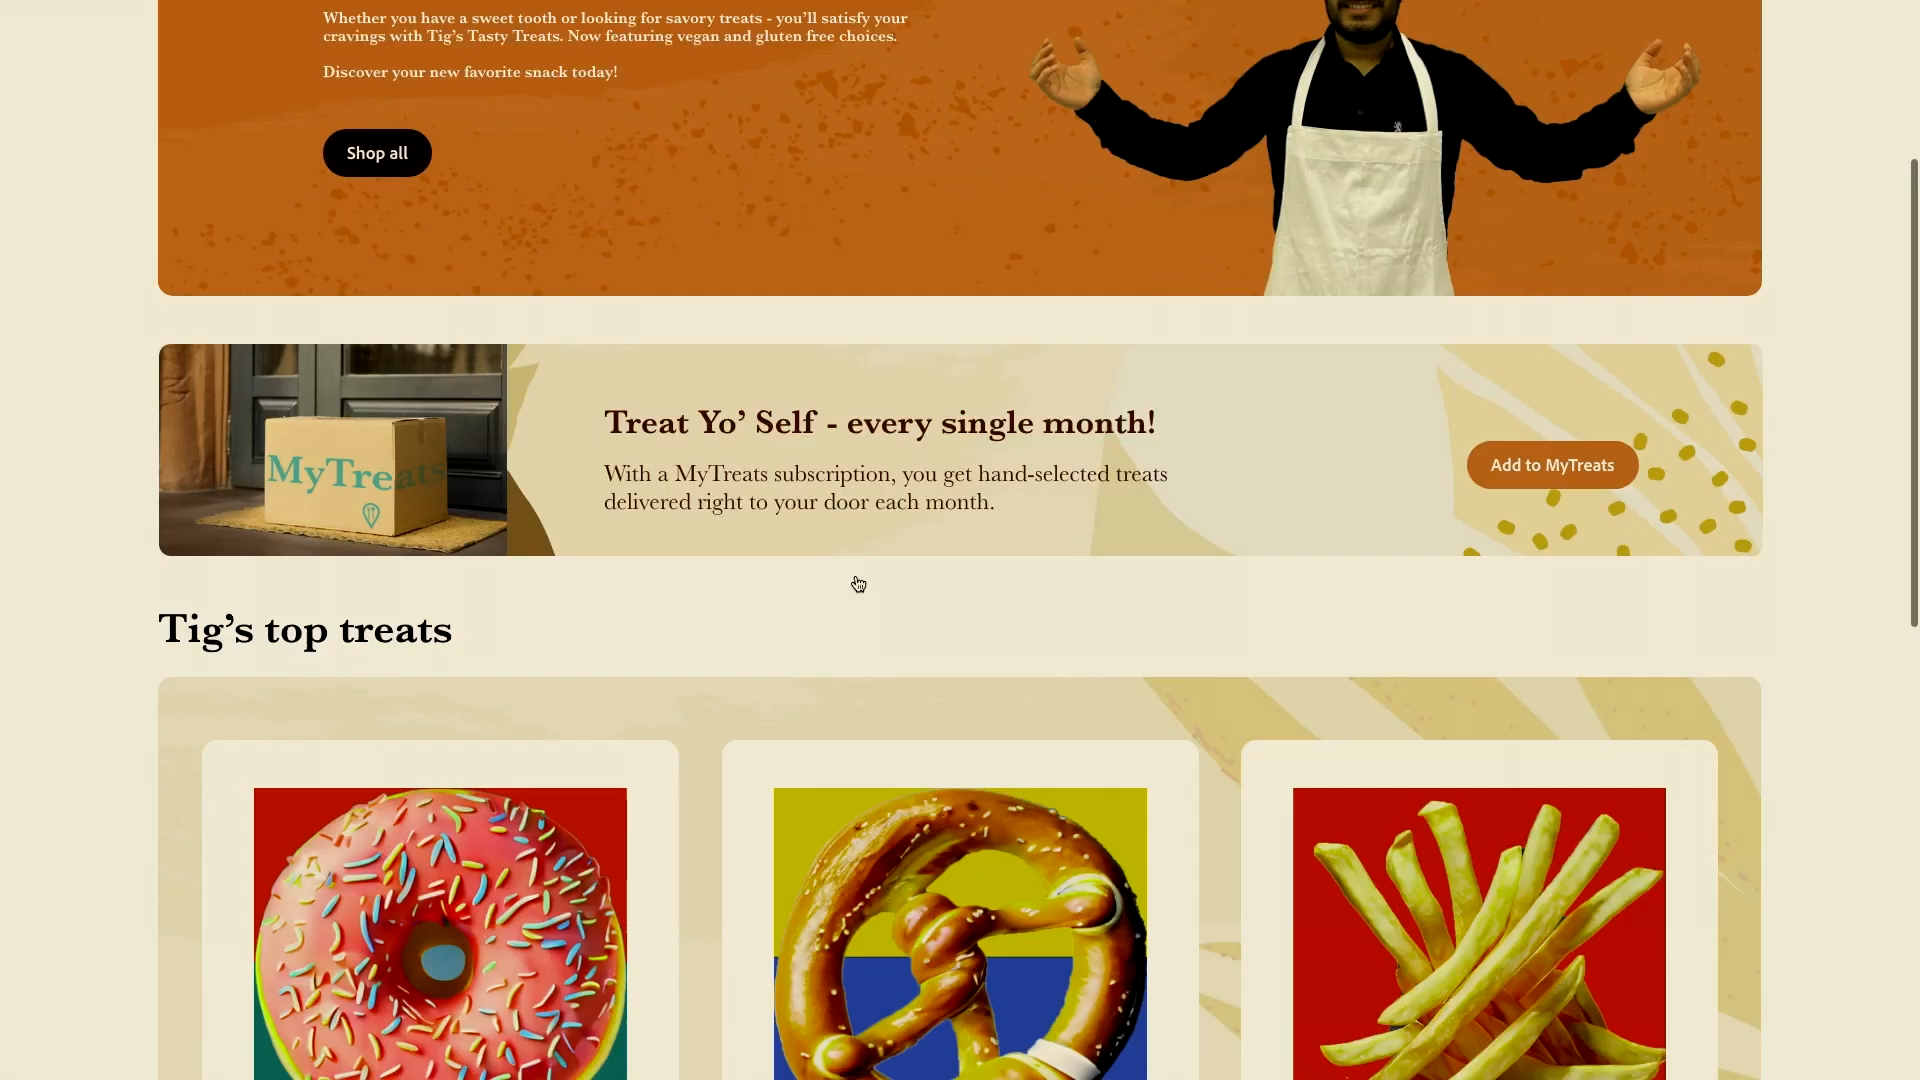 Whether you have a sweet tooth or looking for savory treats - you’ll satisfy your
cravings with Tig’s Tasty Treats. Now featuring vegan and gluten free choices.
Discover your new favorite snack today!
Shop all
MyTreats
Treat Yo’ Self - every single month!
With a MyTreats subscription, you get hand-selected treats
delivered right to your door each month.
Add to MyTreats
Tig’s top treats